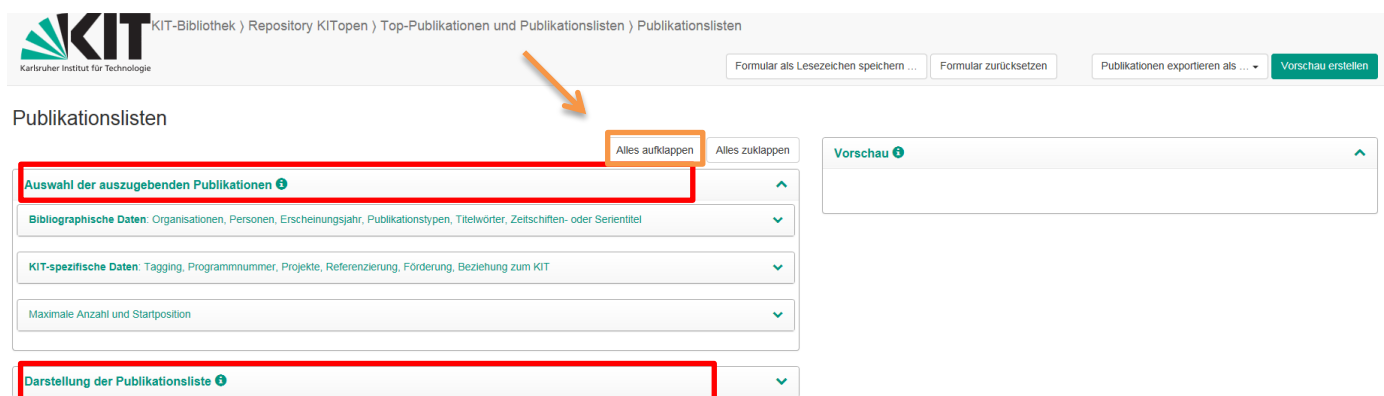 KIT
KIT-Bibliothek ⟩ Repository KITopen ⟩ Top-Publikationen und Publikationslisten ⟩ Publikationslisten
Karlsruher Institut für Technologie
Formular als Lesezeichen speichern ... Formular zurücksetzen Publikationen exportieren als ... Vorschau erstellen
Publikationslisten
Alles aufklappen Alles zuklappen
Vorschau
Auswahl der auszugebenden Publikationen
Bibliographische Daten: Organisationen, Personen, Erscheinungsjahr, Publikationstypen, Titelwörter, Zeitschiften- oder Serientitel
KIT-spezifische Daten: Tagging, Programmnummer, Projekte, Referenzierung, Förderung, Beziehung zum KIT
Maximale Anzahl und Startposition
Darstellung der Publikationsliste